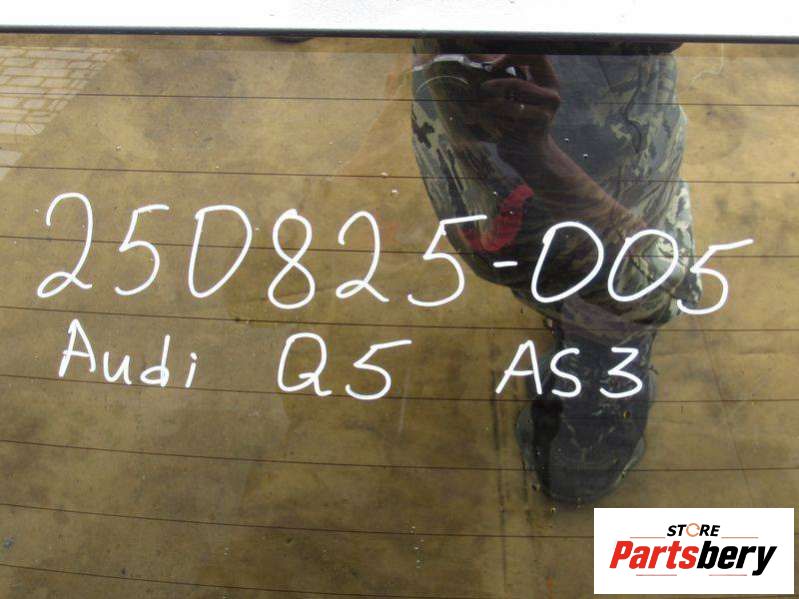 250825-005
Audi Q5 AS3
STORE
Partsbery